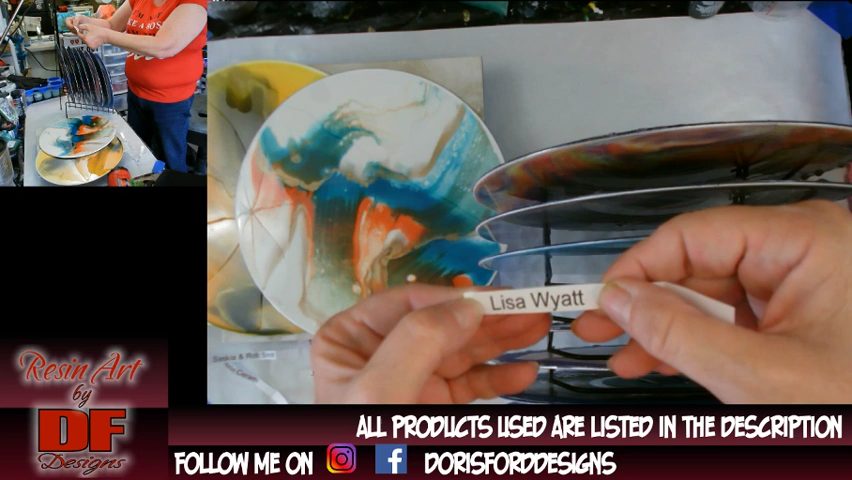 Lisa Wyatt
Resin Art
by
DF
Designs
ALL PRODUCTS USED ARE LISTED IN THE DESCRIPTION
FOLLOW ME ON
DORISFORDDESIGNS